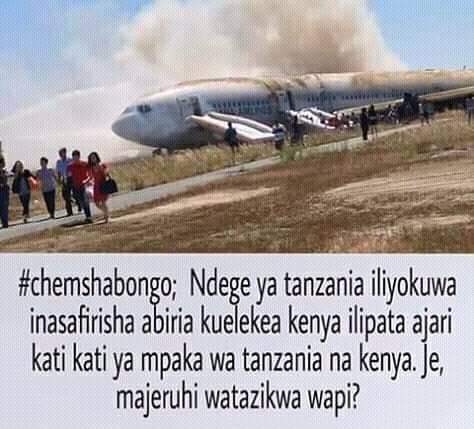 #chemshabongo; Ndege ya tanzania iliyokuwa
inasafirisha abiria kuelekea kenya ilipata ajari
kati kati ya mpaka wa tanzania na kenya. Je,
majeruhi watazikwa wapi?